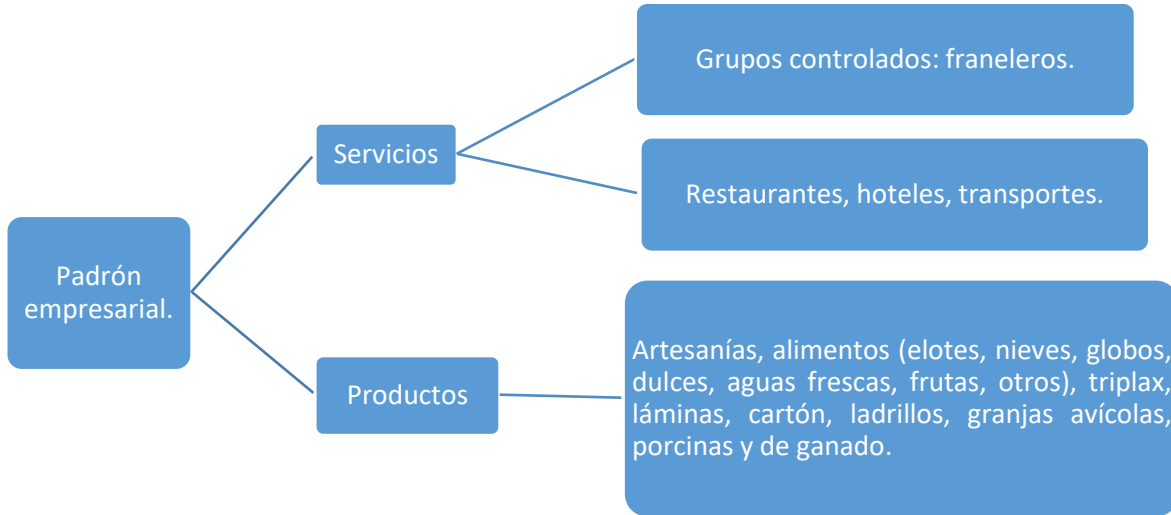 Grupos controlados: franeleros.
Servicios
Restaurantes, hoteles, transportes.
Padrón
empresarial.
Productos
Artesanías, alimentos (elotes, nieves, globos,
dulces, aguas frescas, frutas, otros), triplax,
láminas, cartón, ladrillos, granjas avícolas,
porcinas y de ganado.